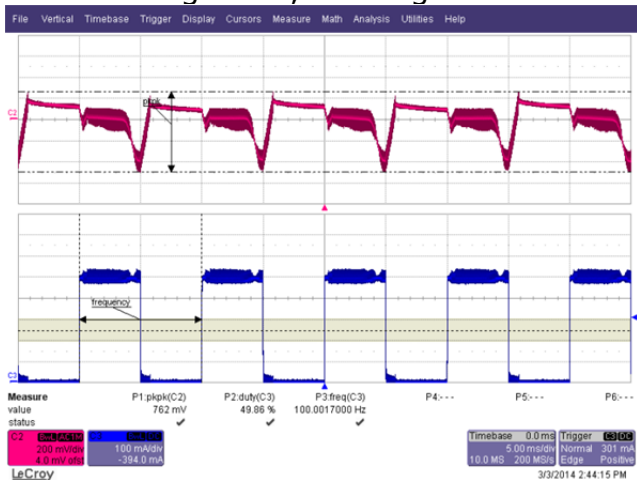 File Vertical Timebase Trigger Display Cursors Measure Math Analysis Utilities Help
pkpk
frequency
Measure P1:pkpk(C2) P2:duty(C3) P3:freq(C3) P4:- - - P5:- - - P6:- - -
value 762 mV 49.86 % 100.0017000 Hz
status
C2
200 mV/div
4.0 mV ofst
100 mA/div
-394.0 mA
Timebase 0.0 ms
5.00 ms/div
10.0 MS 200 MS/s
Trigger C3 DC
Normal 301 mA
Edge Positive
LeCroy
3/3/2014 2:44:15 PM